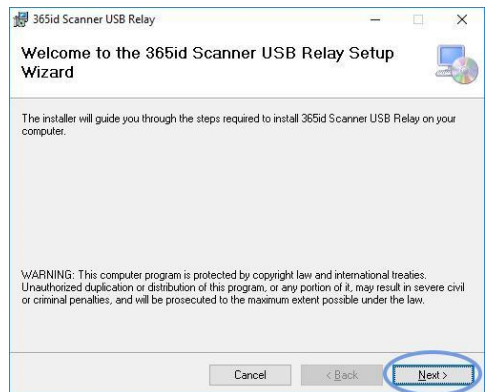 365id Scanner USB Relay
Welcome to the 365id Scanner USB Relay Setup
Wizard
The installer will guide you through the steps required to install 365id Scanner USB Relay on your
computer.
WARNING: This computer program is protected by copyright law and international treaties.
Unauthorized duplication or distribution of this program, or any portion of it, may result in severe civil
or criminal penalties, and will be prosecuted to the maximum extent possible under the law.
Cancel
< Back
Next >